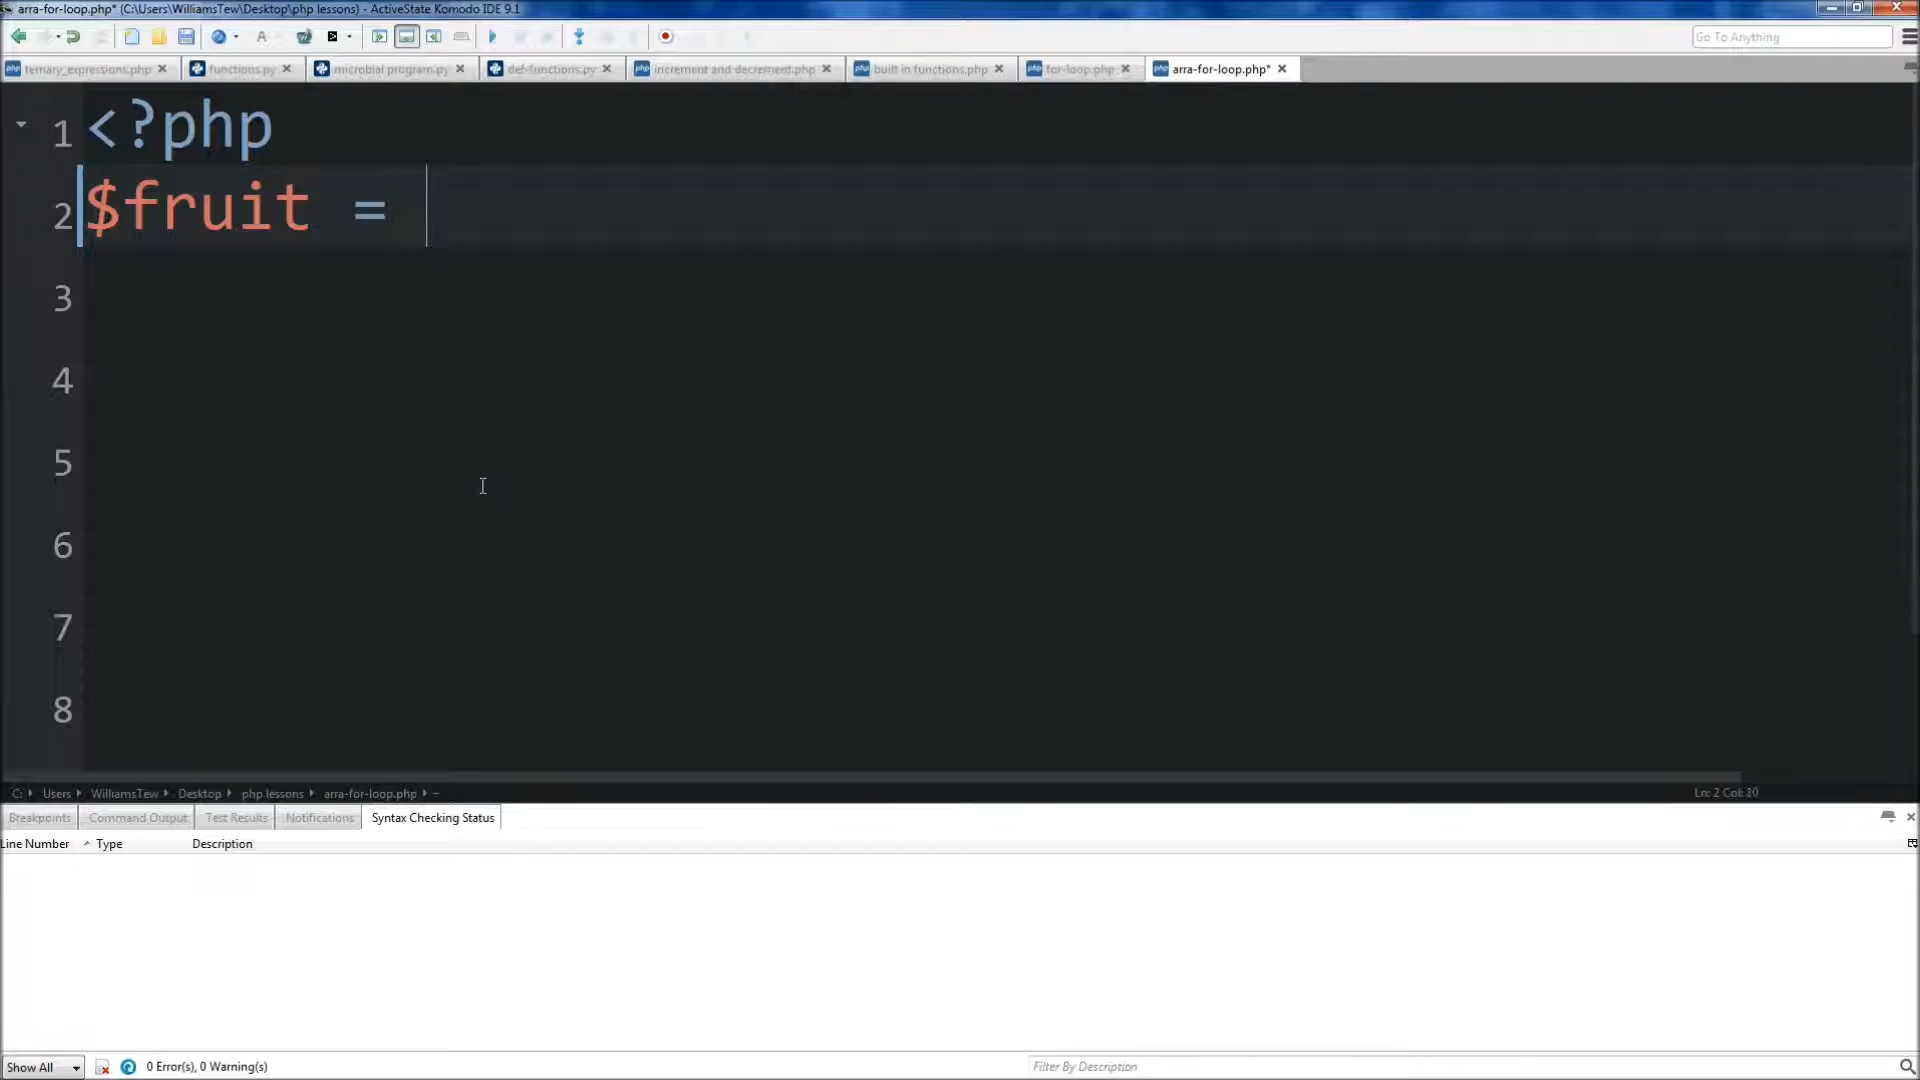 arra-for-loop.php* (C:\Users\WilliamsTew\Desktop\php lessons) - ActiveState Komodo IDE 9.1
Go To Anything
ternary_expressions.php
functions.py
microbial program.py
def-functions.py
increment and decrement.php
built in functions.php
for-loop.php
arra-for-loop.php*
1 <?php
2 $fruit =
3
4
5
6
7
8
C: Users WilliamsTew Desktop php lessons arra-for-loop.php
Ln: 2 Col: 10
Breakpoints
Command Output
Test Results
Notifications
Syntax Checking Status
Line Number
Type
Description
Show All
0 Error(s), 0 Warning(s)
Filter By Description